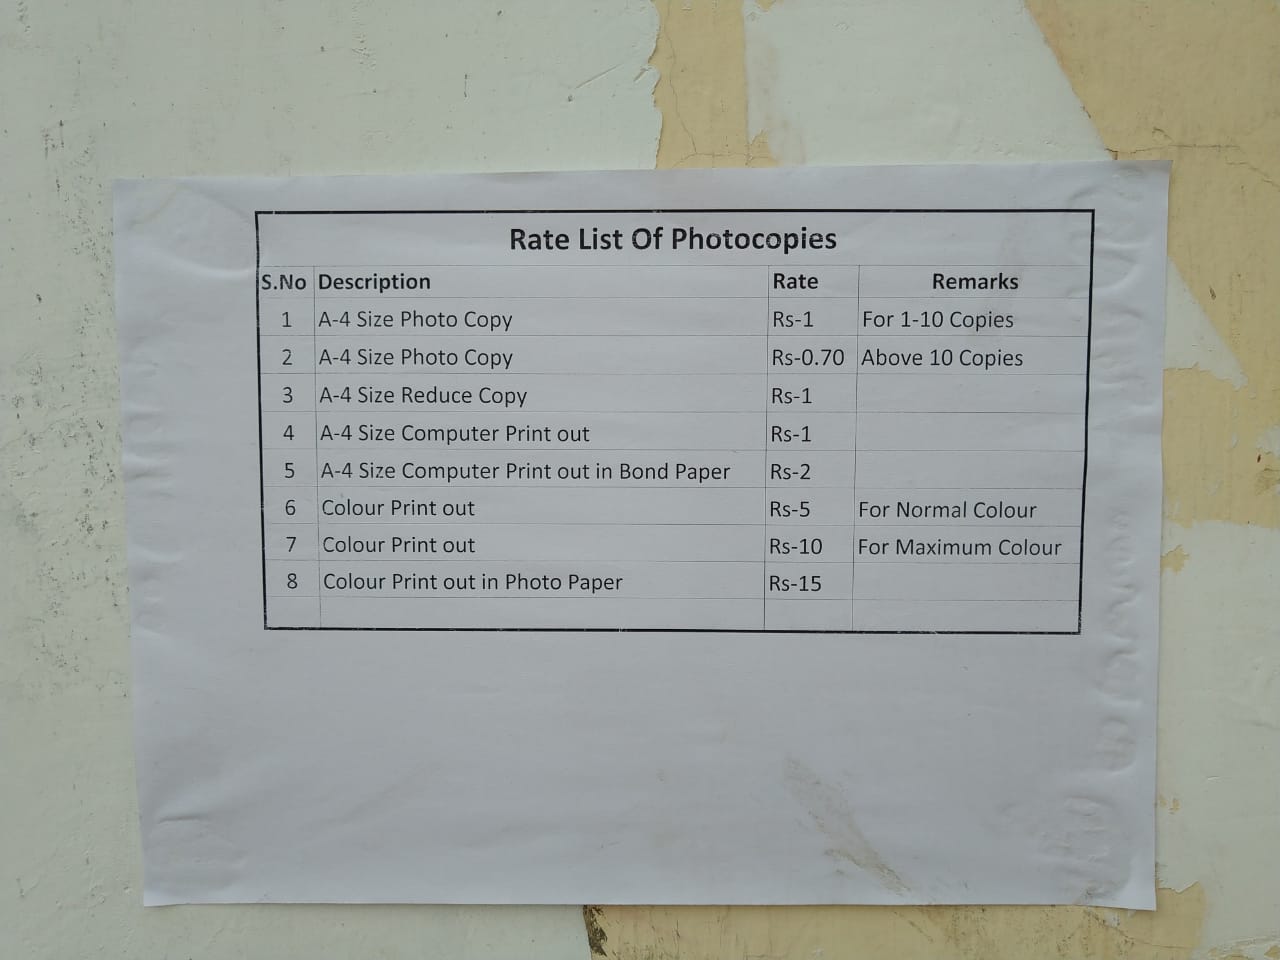 Rate List Of Photocopies
S.No Description Rate Remarks
1 A-4 Size Photo Copy Rs-1 For 1-10 Copies
2 A-4 Size Photo Copy Rs-0.70 Above 10 Copies
3 A-4 Size Reduce Copy Rs-1
4 A-4 Size Computer Print out Rs-1
5 A-4 Size Computer Print out in Bond Paper Rs-2
6 Colour Print out Rs-5 For Normal Colour
7 Colour Print out Rs-10 For Maximum Colour
8 Colour Print out in Photo Paper Rs-15